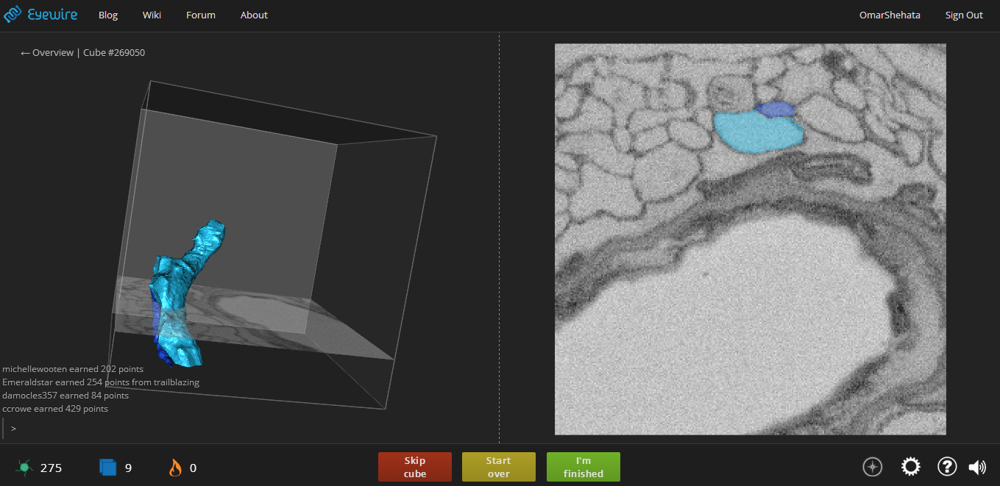 Eyewire Blog Wiki Forum About OmarShehata Sign Out
← Overview | Cube #269050
michellewooten earned 202 points
Emeraldstar earned 254 points from trailblazing
damocles357 earned 84 points
ccrowe earned 429 points
>
275 9 0
Skip
cube
Start
over
I'm
finished
?